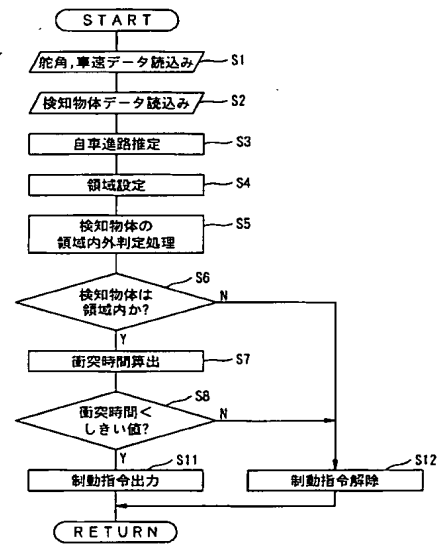 START
舵角,車速データ読込み
S1
検知物体データ読込み
S2
自車進路推定
S3
領域設定
S4
検知物体の
領域内外判定処理
S5
検知物体は
領域内か?
S6
N
Y
衝突時間算出
S7
衝突時間<
しきい値?
S8
N
Y
制動指令出力
S11
制動指令解除
S12
RETURN